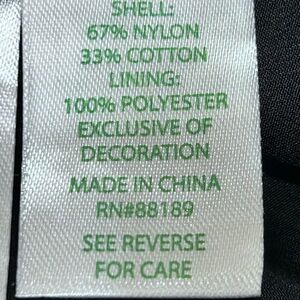 SHELL:
67% NYLON
33% COTTON
LINING:
100% POLYESTER
EXCLUSIVE OF
DECORATION
MADE IN CHINA
RN#88189
SEE REVERSE
FOR CARE